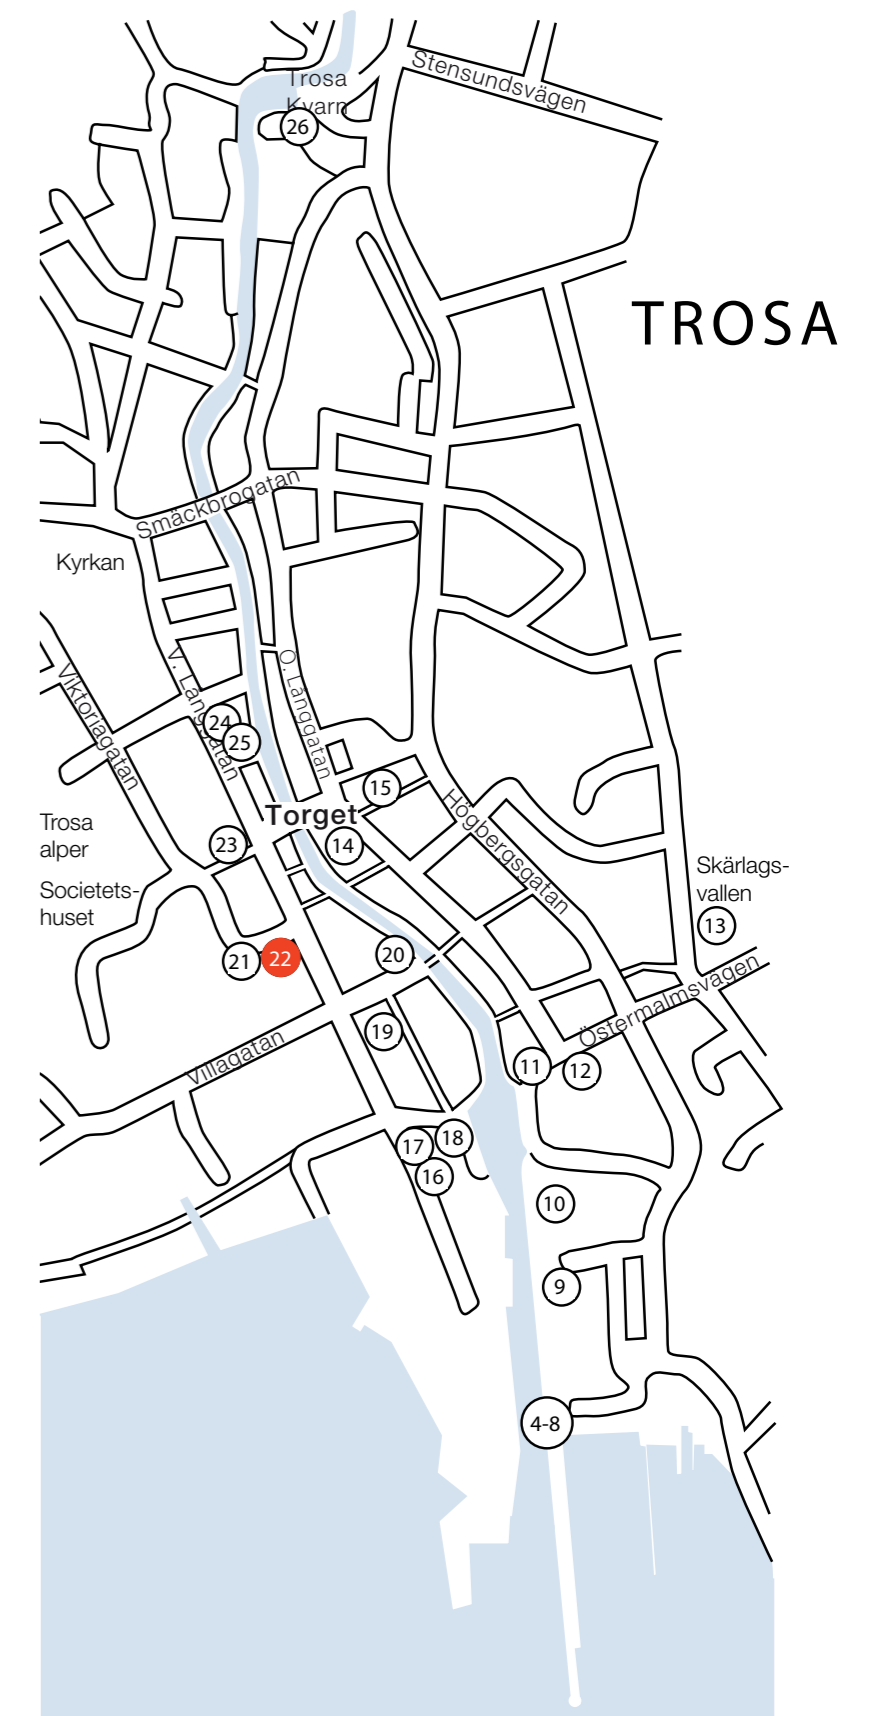 Stensundsvägen
Trosa
Kvarn
26
TROSA
Smäckbrogatan
Kyrkan
V. Långgatan
Ö. Långgatan
Viktoriagatan
24
25
15
Torget
Högbergsgatan
Trosa
alper
23
14
Societets-
huset
Skärlags-
vallen
13
21
22
20
Östermalmsvägen
19
Villagatan
11
12
17
18
16
10
9
4-8